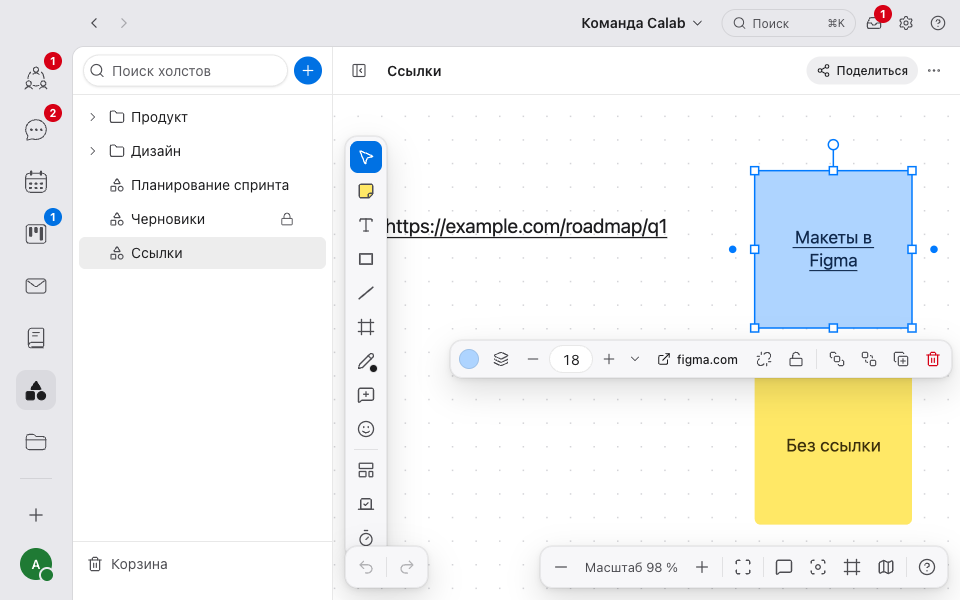 Команда Calab
Поиск
⌘K
1
1
2
1
A
Поиск холстов
Продукт
Дизайн
Планирование спринта
Черновики
Ссылки
Корзина
Ссылки
Поделиться
https://example.com/roadmap/q1
Макеты в
Figma
18
figma.com
Без ссылки
Масштаб 98 %